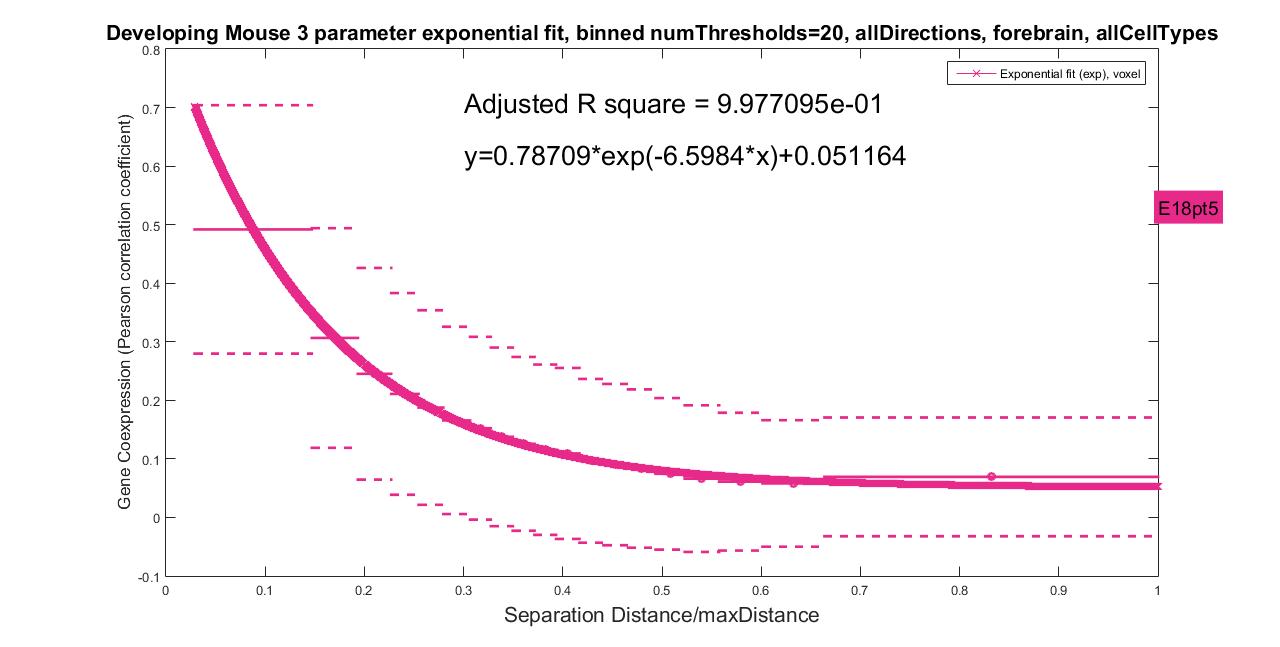 Developing Mouse 3 parameter exponential fit, binned numThresholds=20, allDirections, forebrain, allCellTypes
Exponential fit (exp), voxel
Adjusted R square = 9.977095e-01
y=0.78709*exp(-6.5984*x)+0.051164
E18pt5
Gene Coexpression (Pearson correlation coefficient)
0.8
0.7
0.6
0.5
0.4
0.3
0.2
0.1
0
-0.1
0 0.1 0.2 0.3 0.4 0.5 0.6 0.7 0.8 0.9 1
Separation Distance/maxDistance